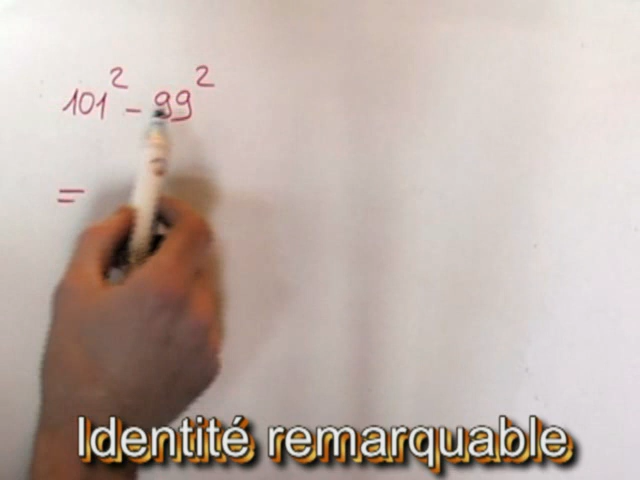 101² - 99²
=
Identité remarquable